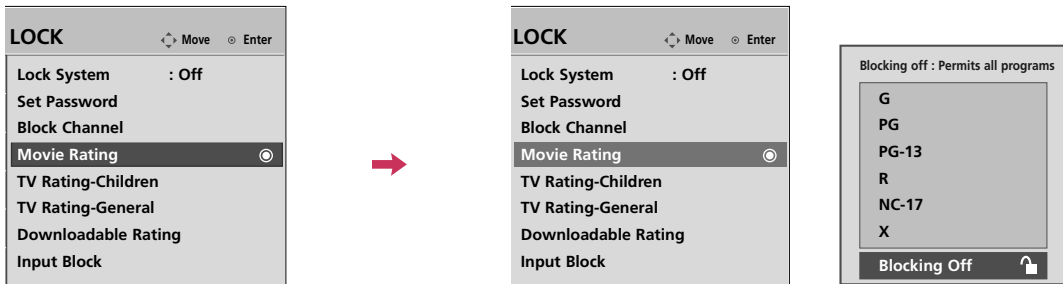 LOCK Move Enter
Lock System : Off
Set Password
Block Channel
Movie Rating
TV Rating-Children
TV Rating-General
Downloadable Rating
Input Block
LOCK Move Enter
Lock System : Off
Set Password
Block Channel
Movie Rating
TV Rating-Children
TV Rating-General
Downloadable Rating
Input Block
Blocking off : Permits all programs
G
PG
PG-13
R
NC-17
X
Blocking Off